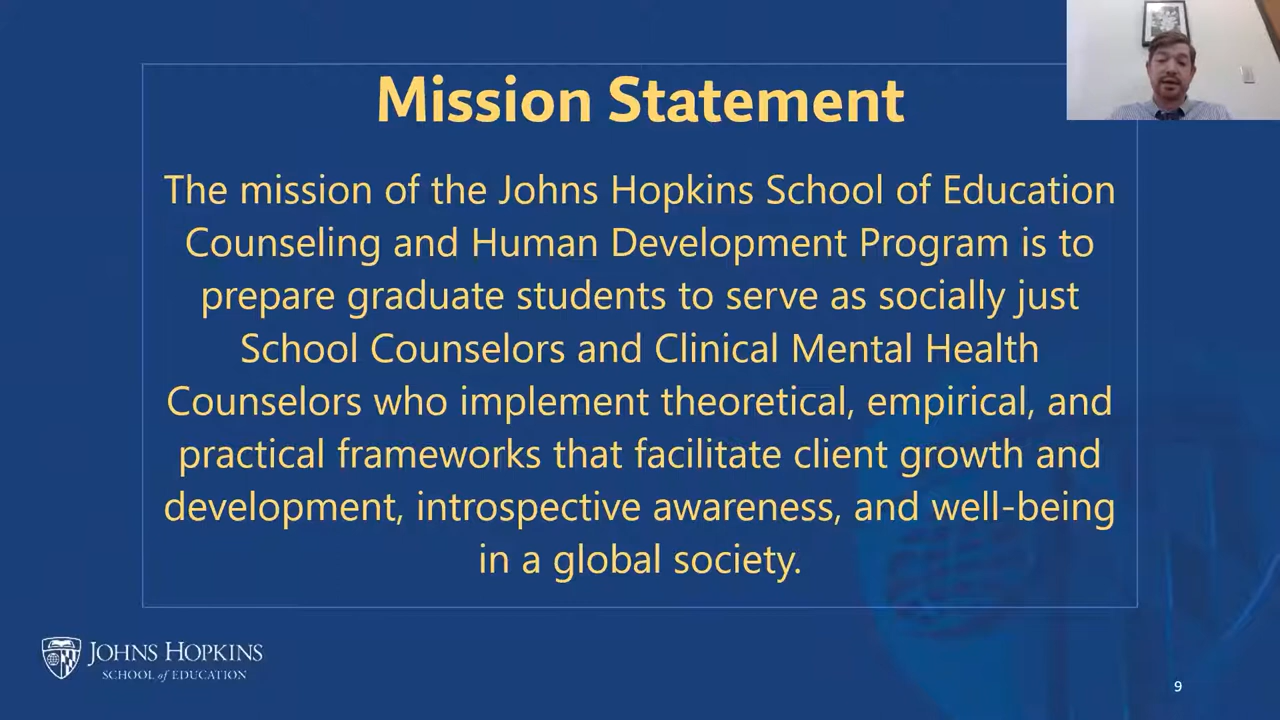 Mission Statement
The mission of the Johns Hopkins School of Education
Counseling and Human Development Program is to
prepare graduate students to serve as socially just
School Counselors and Clinical Mental Health
Counselors who implement theoretical, empirical, and
practical frameworks that facilitate client growth and
development, introspective awareness, and well-being
in a global society.
JOHNS HOPKINS
SCHOOL of EDUCATION
9